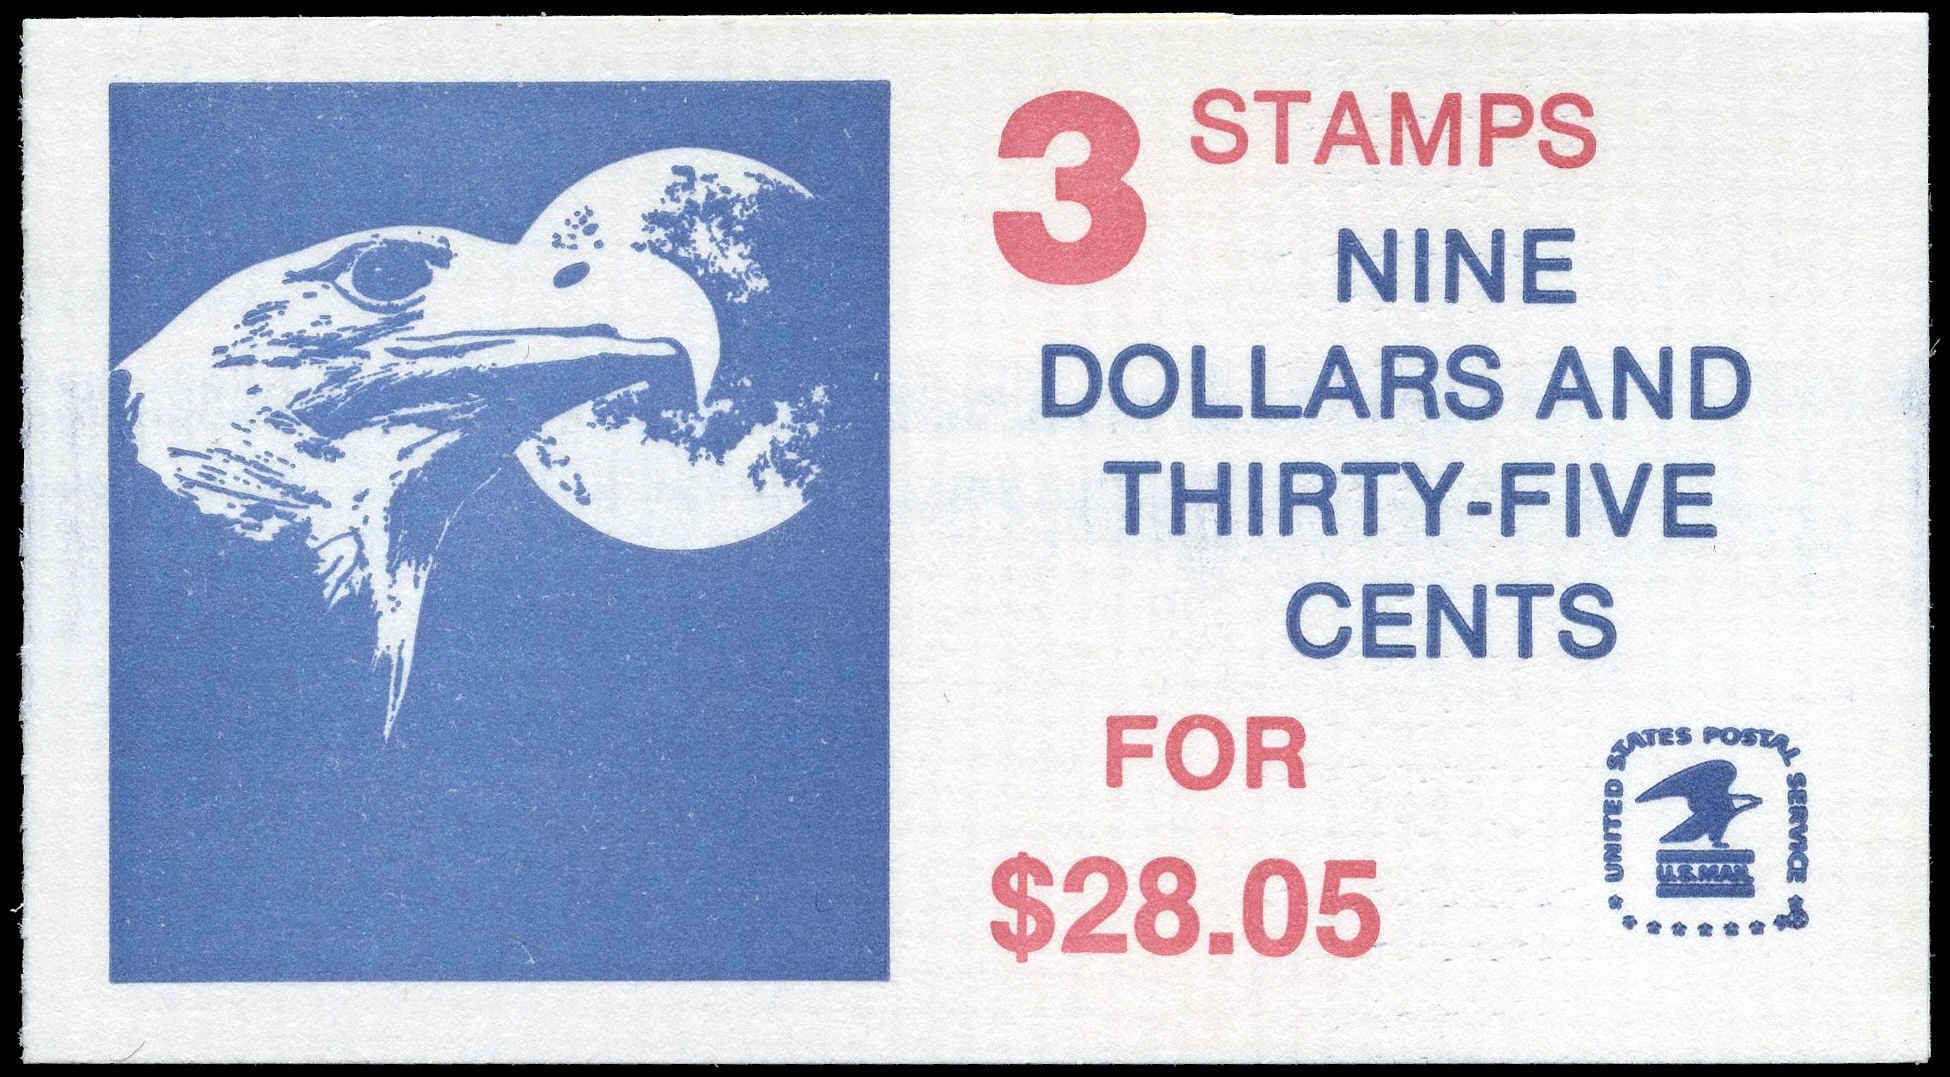 3 STAMPS
NINE
DOLLARS AND
THIRTY-FIVE
CENTS
FOR
$28.05
UNITED STATES POSTAL SERVICE
U.S.MAIL